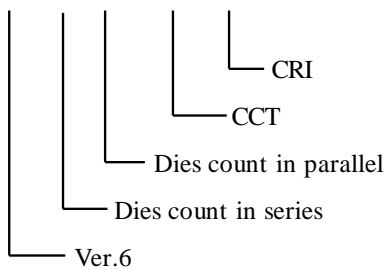 CRI
CCT
Dies count in parallel
Dies count in series
Ver.6